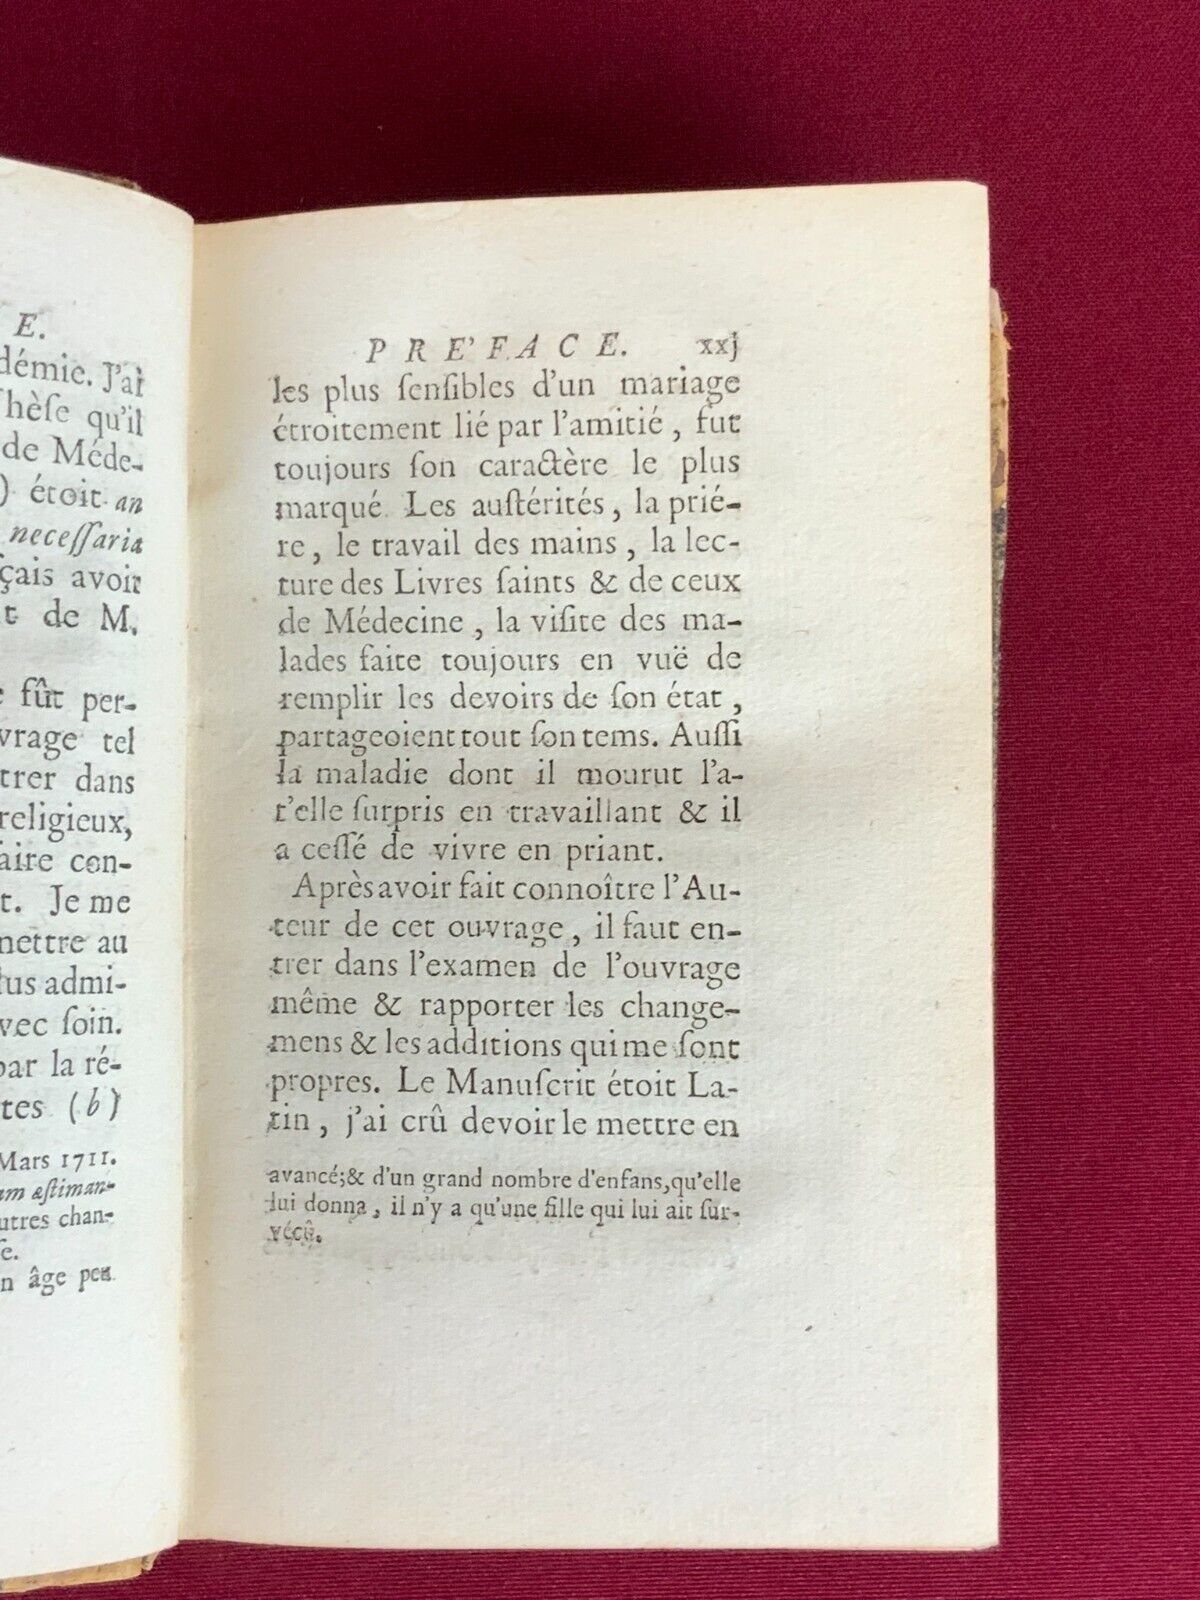 E.
démie. J'ai
hèſe qu'il
de Méde-
) étoit an
neceſſaria
çais avoir
t de M.
fût per-
vrage tel
trer dans
religieux,
aire con-
t. Je me
mettre au
lus admi-
vec ſoin.
par la ré-
tes (b)
Mars 1711.
um æſtiman-
utres chan-
ſe.
n âge peu
PRE'FACE. xxj
les plus ſenſibles d'un mariage
étroitement lié par l'amitié, fut
toujours ſon caractère le plus
marqué. Les auſtérités, la prié-
re, le travail des mains, la lec-
ture des Livres ſaints & de ceux
de Médecine, la viſite des ma-
lades faite toujours en vuë de
remplir les devoirs de ſon état,
partageoient tout ſon tems. Auſſi
la maladie dont il mourut l'a-
t'elle ſurpris en travaillant & il
a ceſſé de vivre en priant.
Après avoir fait connoître l'Au-
teur de cet ouvrage, il faut en-
trer dans l'examen de l'ouvrage
même & rapporter les change-
mens & les additions qui me ſont
propres. Le Manuſcrit étoit La-
tin, j'ai crû devoir le mettre en
avancé; & d'un grand nombre d'enfans, qu'elle
lui donna, il n'y a qu'une fille qui lui ait ſur-
vécû.